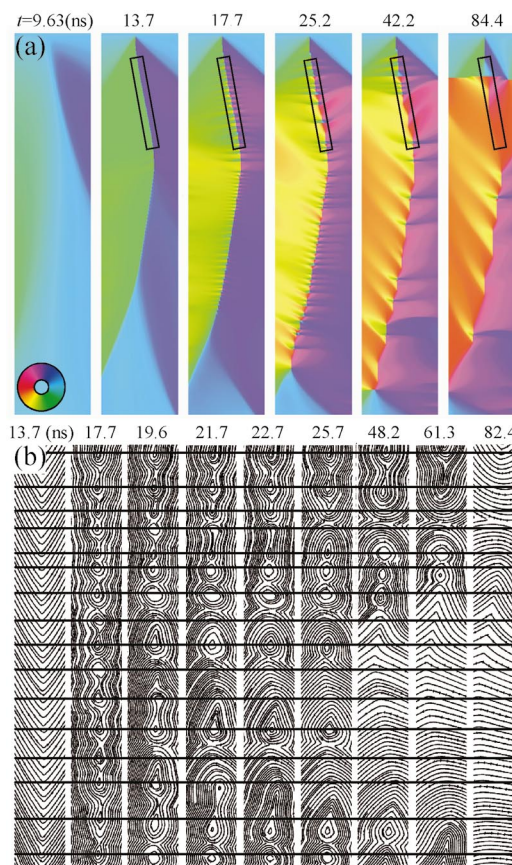 t=9.63(ns) 13.7 17.7 25.2 42.2 84.4
(a)
13.7 (ns) 17.7 19.6 21.7 22.7 25.7 48.2 61.3 82.4
(b)